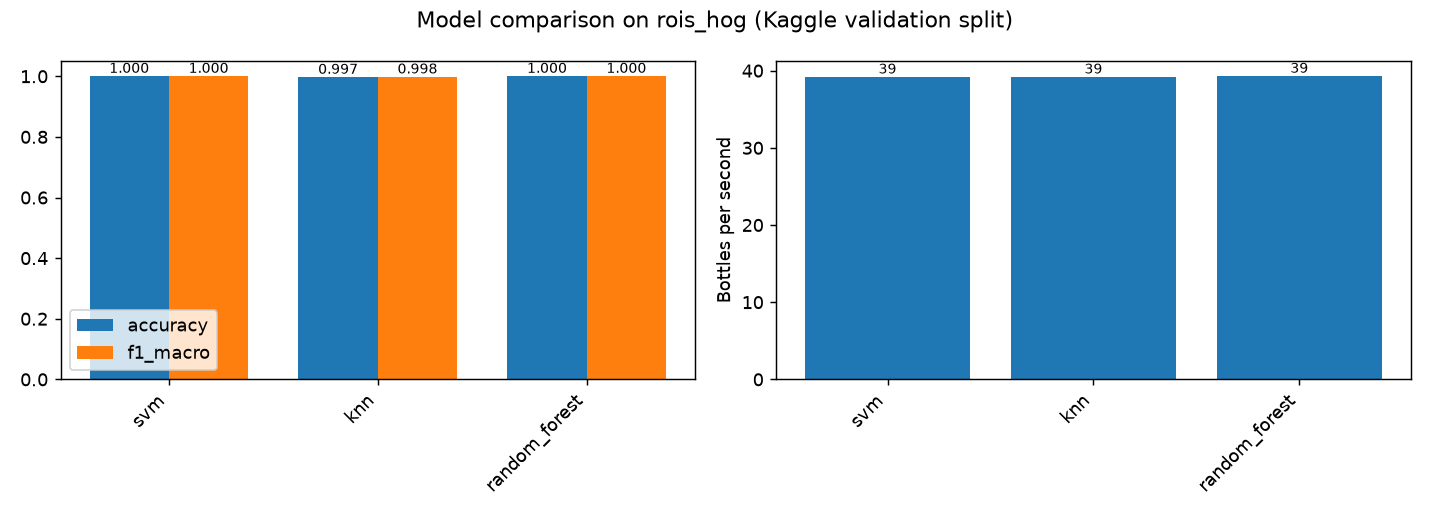 Model comparison on rois_hog (Kaggle validation split)
1.000 1.000 0.997 0.998 1.000 1.000
1.0
0.8
0.6
0.4
0.2
0.0
accuracy
f1_macro
svm
knn
random_forest
39 39 39
Bottles per second
40
30
20
10
0
svm
knn
random_forest